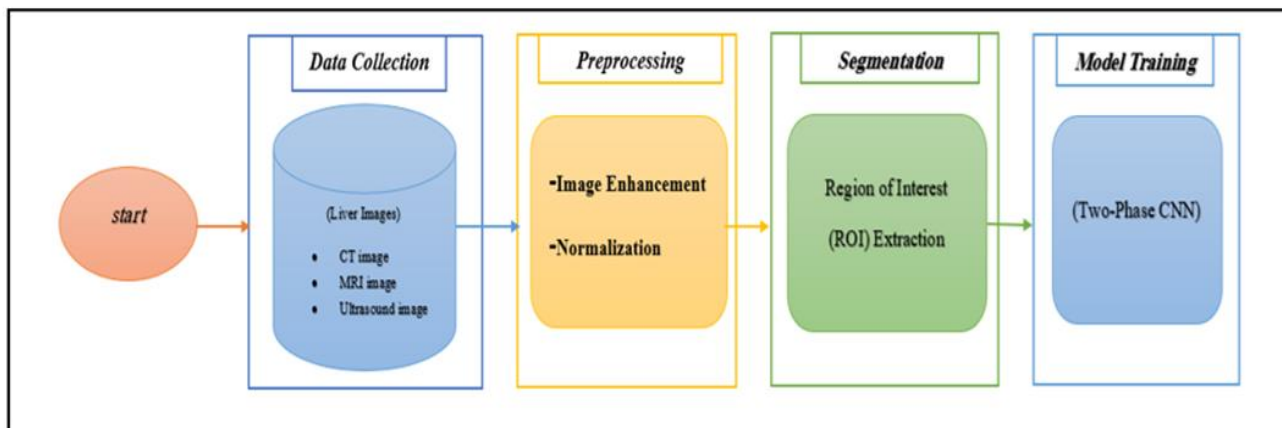 start
Data Collection
(Liver Images)
• CT image
• MRI image
• Ultrasound image
Preprocessing
-Image Enhancement
-Normalization
Segmentation
Region of Interest
(ROI) Extraction
Model Training
(Two-Phase CNN)